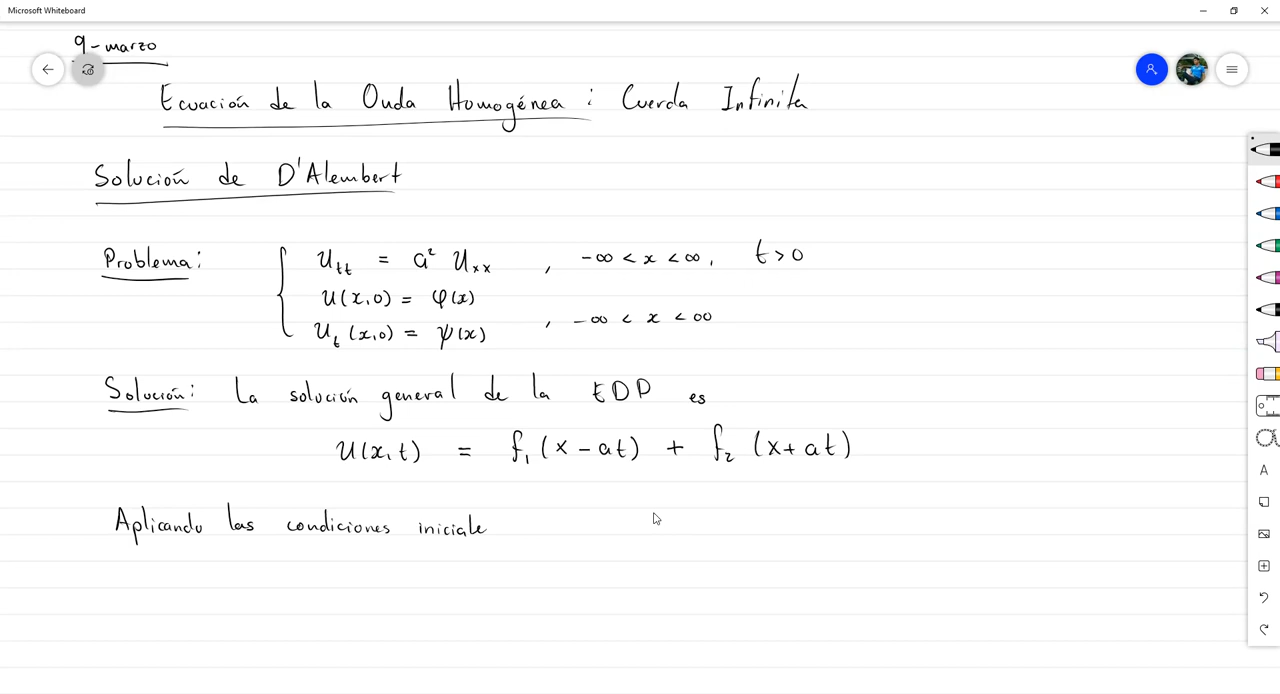 Microsoft Whiteboard
9-marzo
Ecuación de la Onda Homogénea : Cuerda Infinita
Solución de D'Alembert
Problema: { u_tt = a² u_xx , -∞ < x < ∞, t > 0
u(x,0) = φ(x)
u_t(x,0) = ψ(x) , -∞ < x < ∞
Solución: La solución general de la EDP es
u(x,t) = f₁(x-at) + f₂(x+at)
Aplicando las condiciones iniciale
A